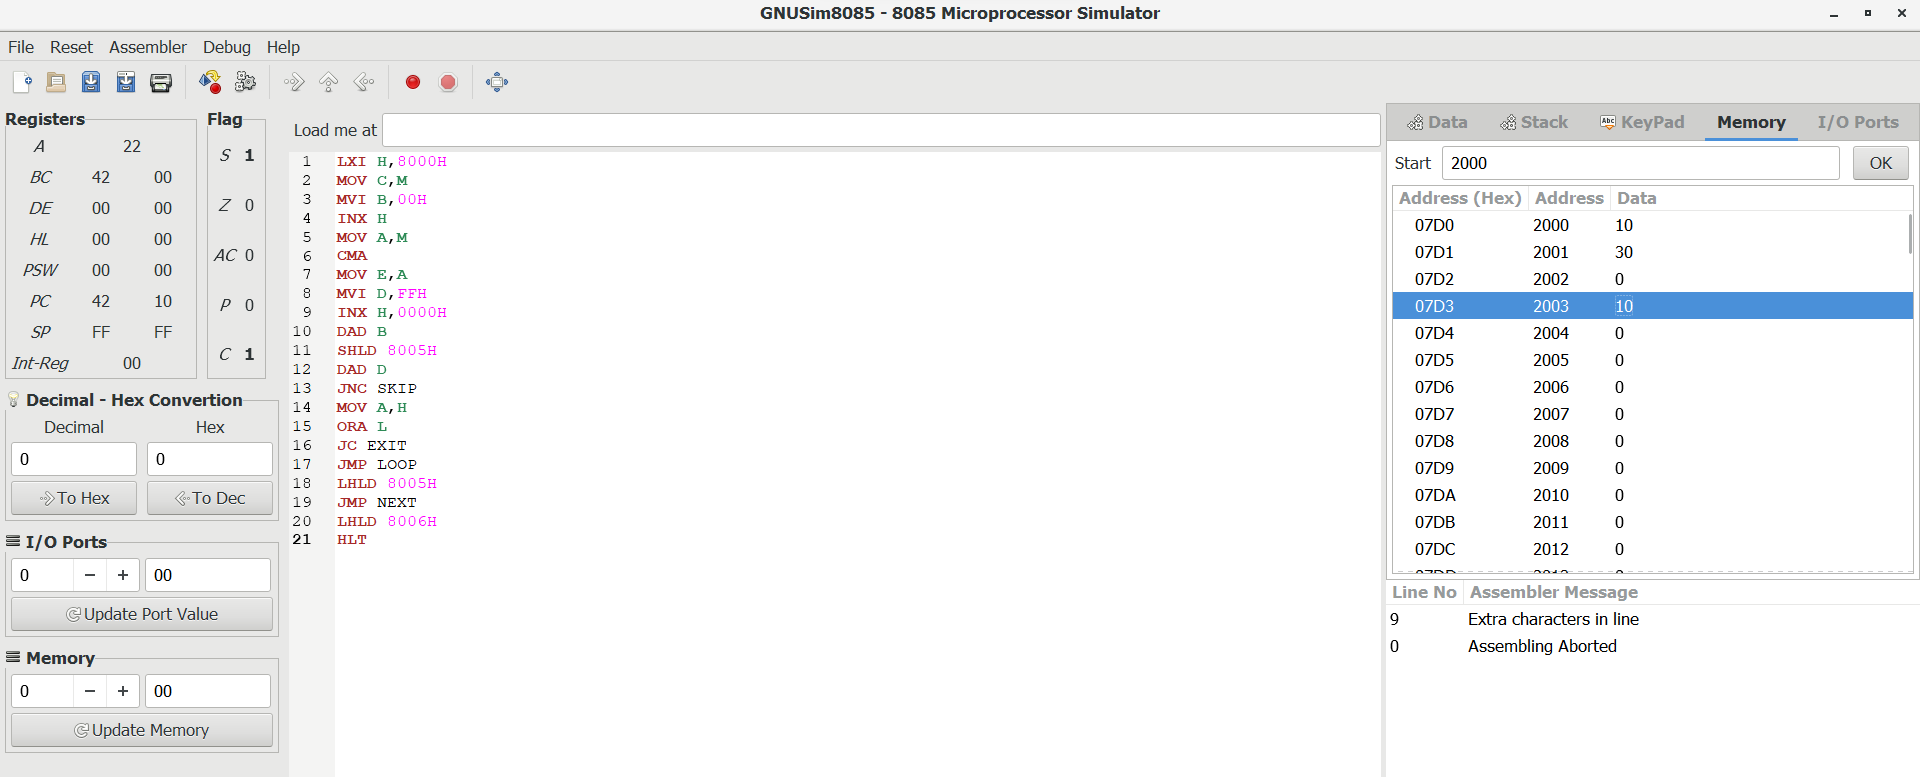 GNUSim8085 - 8085 Microprocessor Simulator
File Reset Assembler Debug Help
Registers
A 22
BC 42 00
DE 00 00
HL 00 00
PSW 00 00
PC 42 10
SP FF FF
Int-Reg 00
Flag
S 1
Z 0
AC 0
P 0
C 1
Decimal - Hex Convertion
Decimal Hex
0 0
To Hex To Dec
I/O Ports
0 − + 00
Update Port Value
Memory
0 − + 00
Update Memory
Load me at
1 LXI H,8000H
2 MOV C,M
3 MVI B,00H
4 INX H
5 MOV A,M
6 CMA
7 MOV E,A
8 MVI D,FFH
9 INX H,0000H
10 DAD B
11 SHLD 8005H
12 DAD D
13 JNC SKIP
14 MOV A,H
15 ORA L
16 JC EXIT
17 JMP LOOP
18 LHLD 8005H
19 JMP NEXT
20 LHLD 8006H
21 HLT
Data Stack Abc KeyPad Memory I/O Ports
Start 2000 OK
Address (Hex) Address Data
07D0 2000 10
07D1 2001 30
07D2 2002 0
07D3 2003 10
07D4 2004 0
07D5 2005 0
07D6 2006 0
07D7 2007 0
07D8 2008 0
07D9 2009 0
07DA 2010 0
07DB 2011 0
07DC 2012 0
Line No Assembler Message
9 Extra characters in line
0 Assembling Aborted